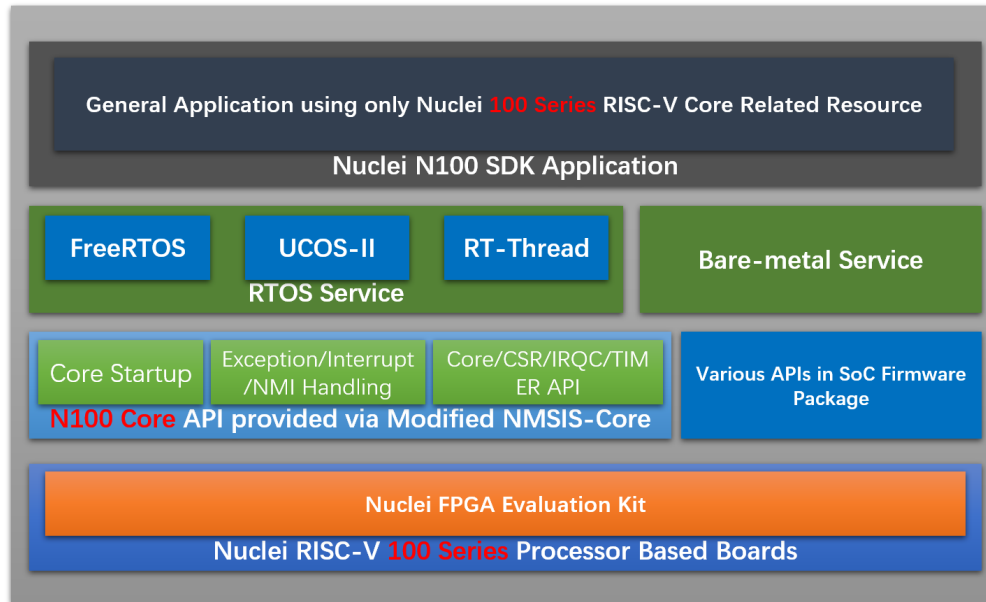 General Application using only Nuclei 100 Series RISC-V Core Related Resource
Nuclei N100 SDK Application
FreeRTOS
UCOS-II
RT-Thread
RTOS Service
Bare-metal Service
Core Startup
Exception/Interrupt
/NMI Handling
Core/CSR/IRQC/TIM
ER API
N100 Core API provided via Modified NMSIS-Core
Various APIs in SoC Firmware
Package
Nuclei FPGA Evaluation Kit
Nuclei RISC-V 100 Series Processor Based Boards